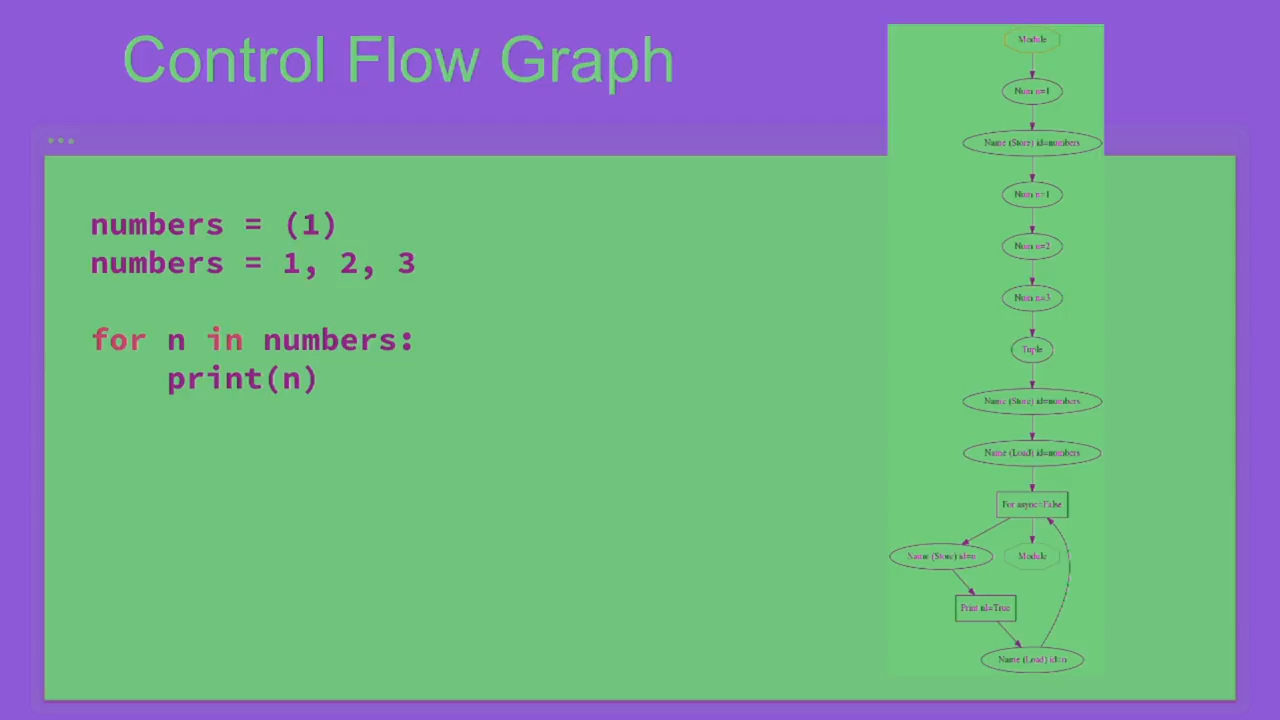 Control Flow Graph
numbers = (1)
numbers = 1, 2, 3
for n in numbers:
    print(n)
Module
Num n=1
Name (Store) id=numbers
Num n=1
Num n=2
Num n=3
Tuple
Name (Store) id=numbers
Name (Load) id=numbers
For async=False
Name (Store) id=n
Module
Print nl=True
Name (Load) id=n